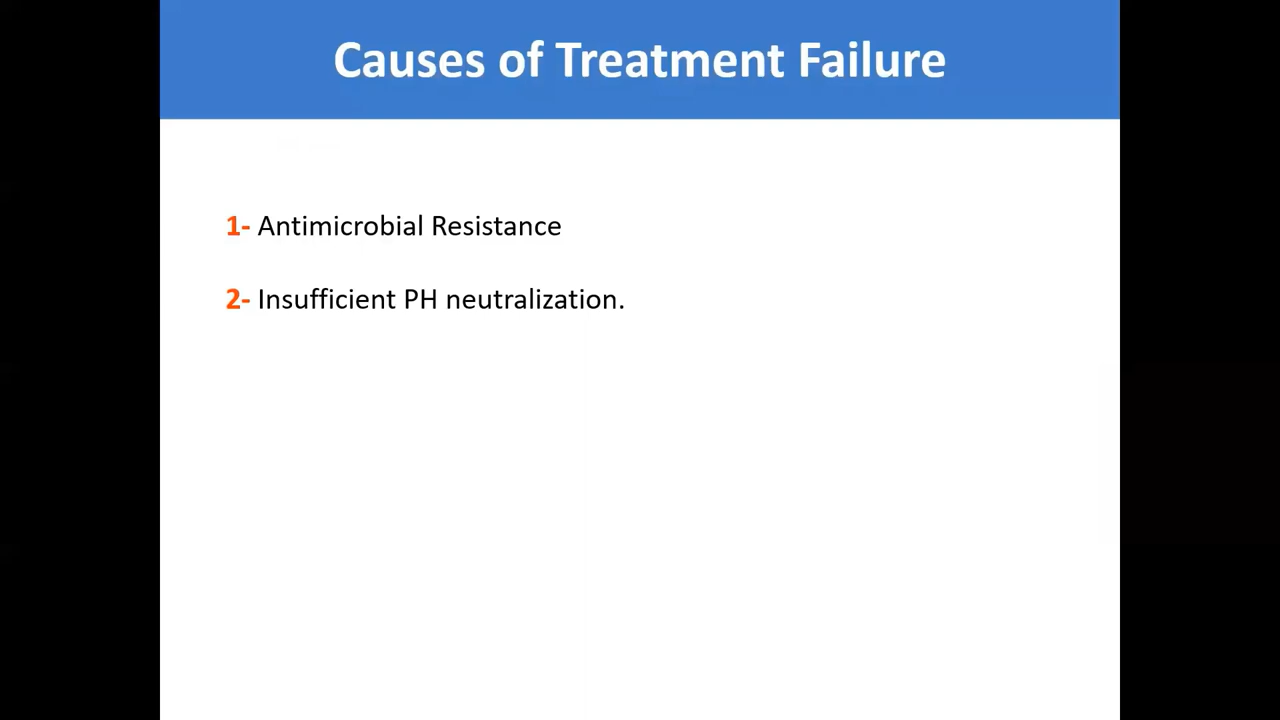 Causes of Treatment Failure
1- Antimicrobial Resistance
2- Insufficient PH neutralization.